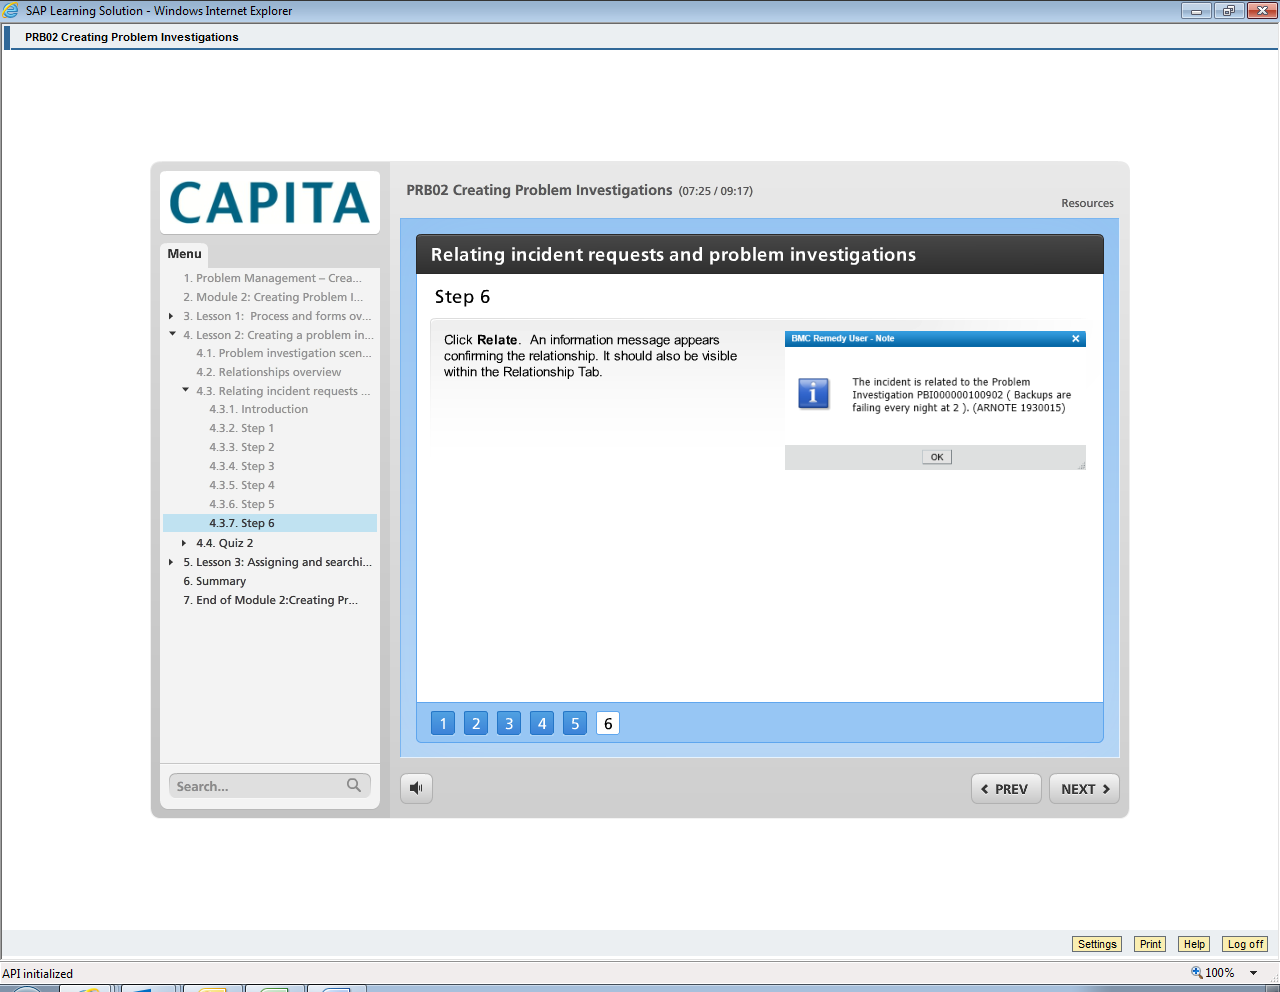 SAP Learning Solution - Windows Internet Explorer
PRB02 Creating Problem Investigations
CAPITA
PRB02 Creating Problem Investigations (07:25 / 09:17)
Resources
Menu
1. Problem Management – Crea...
2. Module 2: Creating Problem I...
3. Lesson 1: Process and forms ov...
4. Lesson 2: Creating a problem in...
4.1. Problem investigation scen...
4.2. Relationships overview
4.3. Relating incident requests ...
4.3.1. Introduction
4.3.2. Step 1
4.3.3. Step 2
4.3.4. Step 3
4.3.5. Step 4
4.3.6. Step 5
4.3.7. Step 6
4.4. Quiz 2
5. Lesson 3: Assigning and searchi...
6. Summary
7. End of Module 2:Creating Pr...
Search...
Relating incident requests and problem investigations
Step 6
Click Relate. An information message appears
confirming the relationship. It should also be visible
within the Relationship Tab.
BMC Remedy User - Note
The incident is related to the Problem
Investigation PBI000000100902 ( Backups are
failing every night at 2 ). (ARNOTE 1930015)
OK
1 2 3 4 5 6
PREV NEXT
Settings Print Help Log off
API initialized
100%